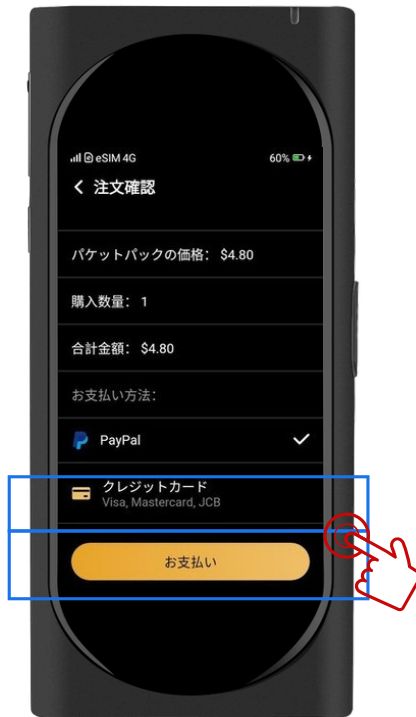 eSIM 4G 60%
注文確認
パケットパックの価格: $4.80
購入数量: 1
合計金額: $4.80
お支払い方法:
PayPal
クレジットカード
Visa, Mastercard, JCB
お支払い